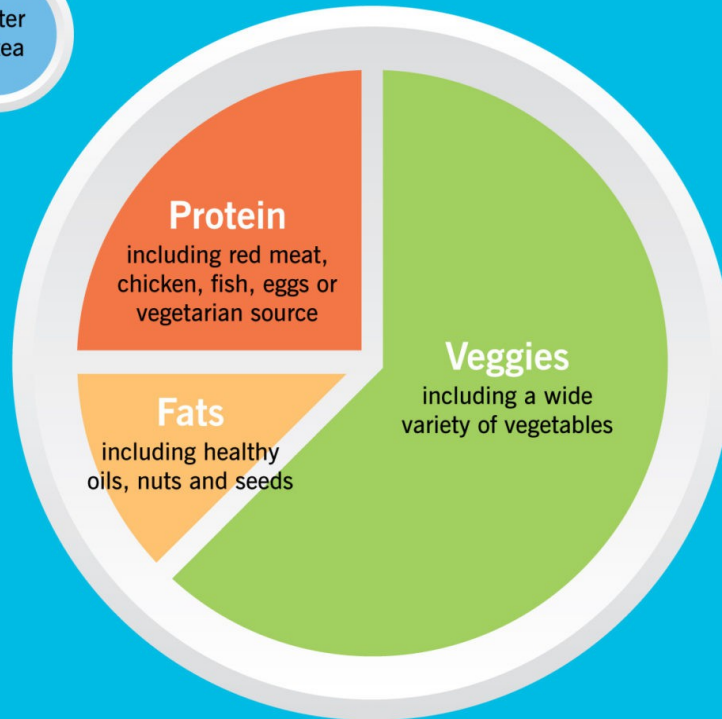 Protein
including red meat,
chicken, fish, eggs or
vegetarian source
Veggies
including a wide
variety of vegetables
Fats
including healthy
oils, nuts and seeds